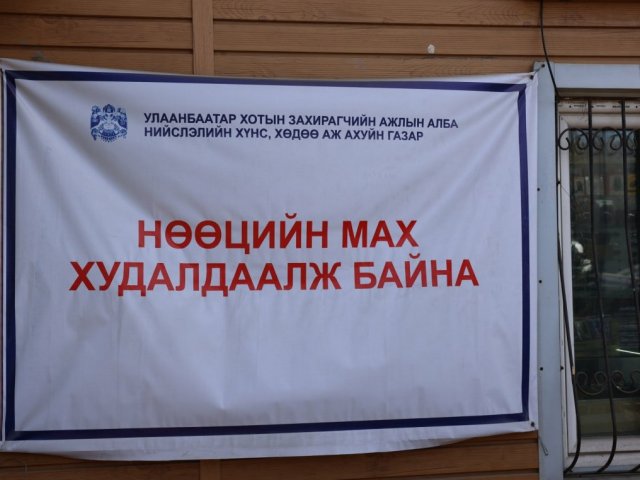 УЛААНБААТАР ХОТЫН ЗАХИРАГЧИЙН АЖЛЫН АЛБА
НИЙСЛЭЛИЙН ХҮНС, ХӨДӨӨ АЖ АХУЙН ГАЗАР
НӨӨЦИЙН МАХ
ХУДАЛДААЛЖ БАЙНА